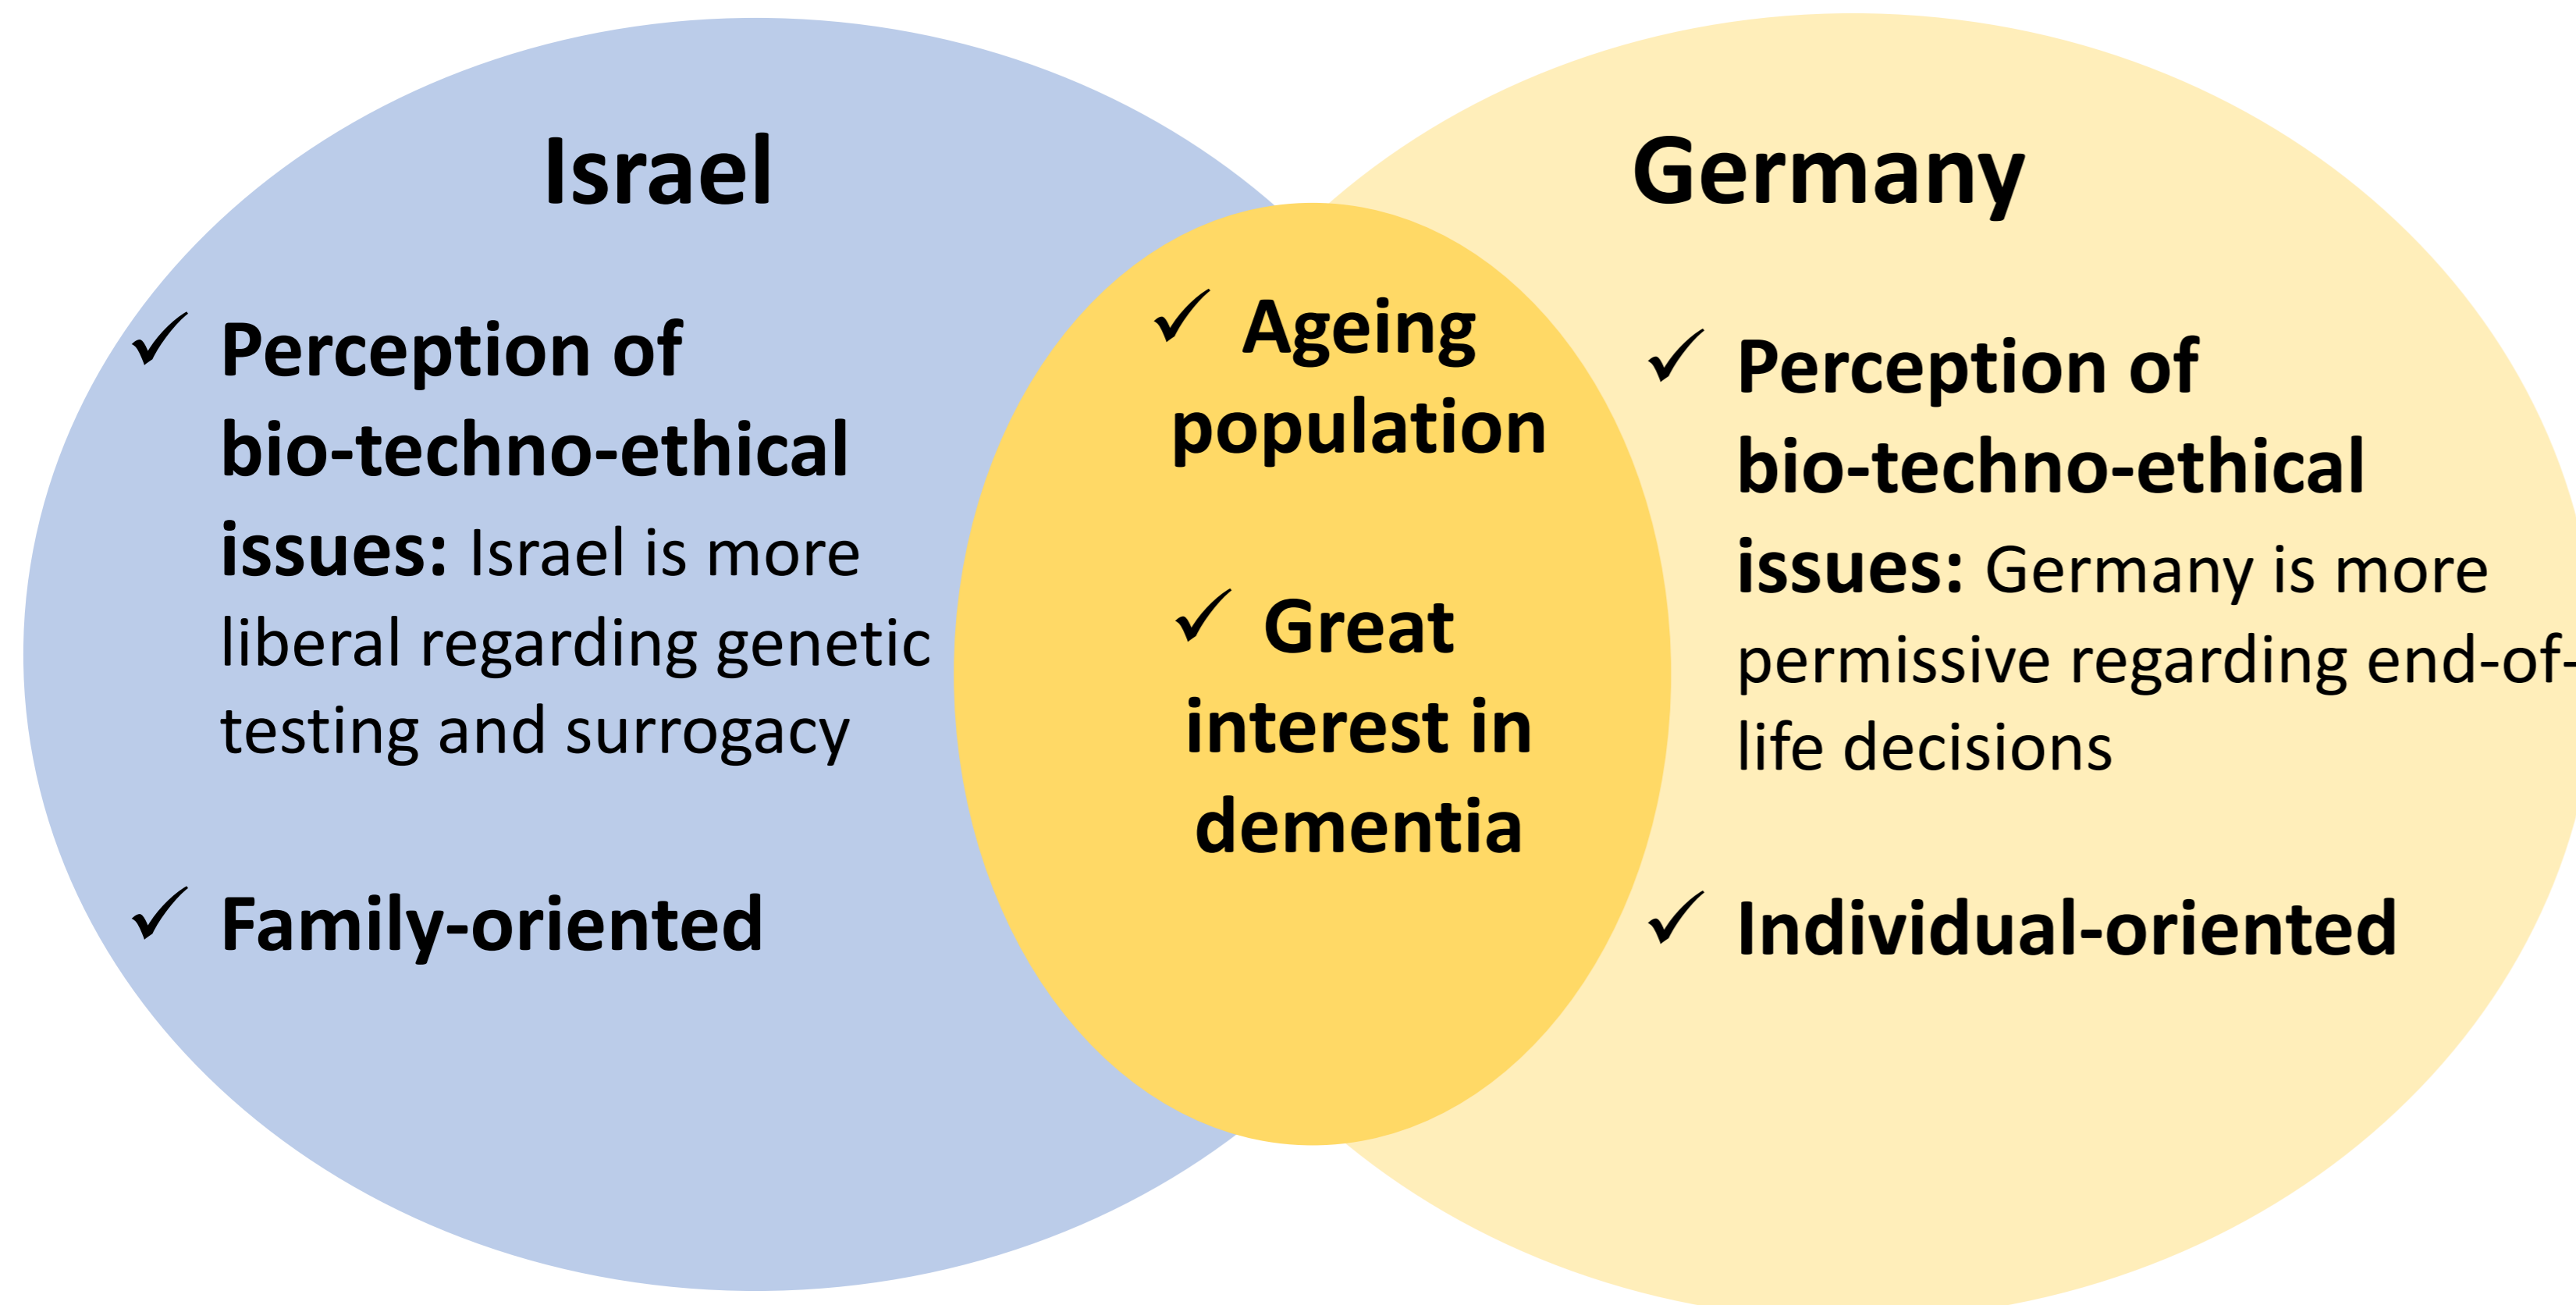 Israel
✓ Perception of
bio-techno-ethical
issues: Israel is more
liberal regarding genetic
testing and surrogacy
✓ Family-oriented
✓ Ageing
population
✓ Great
interest in
dementia
Germany
✓ Perception of
bio-techno-ethical
issues: Germany is more
permissive regarding end-of-
life decisions
✓ Individual-oriented